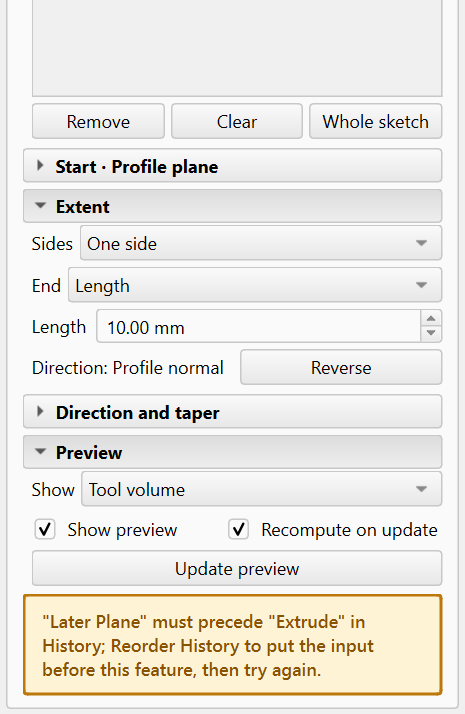 Remove Clear Whole sketch
Start · Profile plane
Extent
Sides One side
End Length
Length 10.00 mm
Direction: Profile normal Reverse
Direction and taper
Preview
Show Tool volume
Show preview Recompute on update
Update preview
"Later Plane" must precede "Extrude" in
History; Reorder History to put the input
before this feature, then try again.